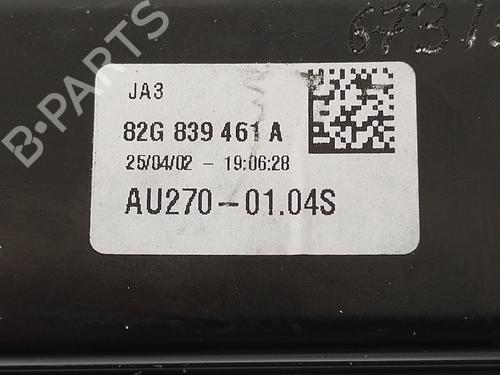 B-PARTS
JA3
82G 839 461 A
25/04/02 - 19:06:28
AU270-01.04S